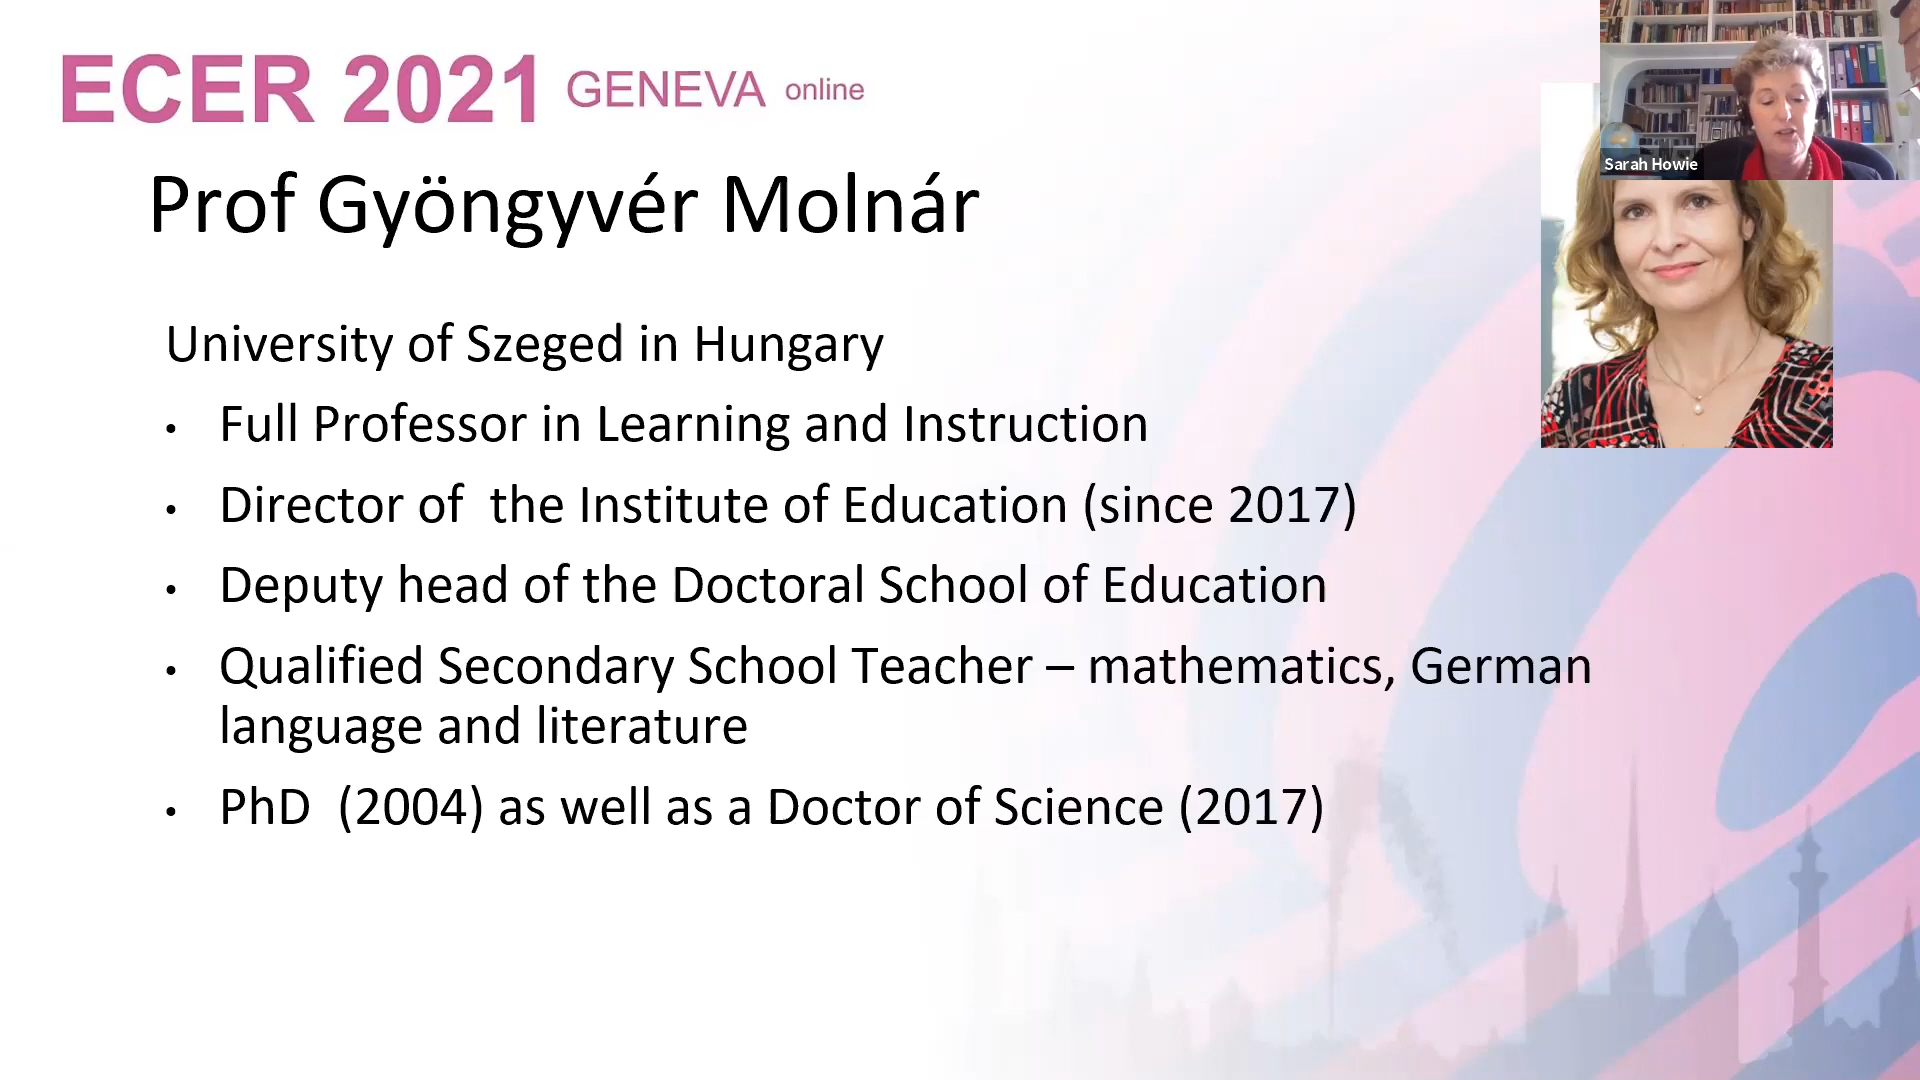 ECER 2021 GENEVA online
Sarah Howie
Prof Gyöngyvér Molnár
University of Szeged in Hungary
• Full Professor in Learning and Instruction
• Director of  the Institute of Education (since 2017)
• Deputy head of the Doctoral School of Education
• Qualified Secondary School Teacher – mathematics, German
language and literature
• PhD  (2004) as well as a Doctor of Science (2017)